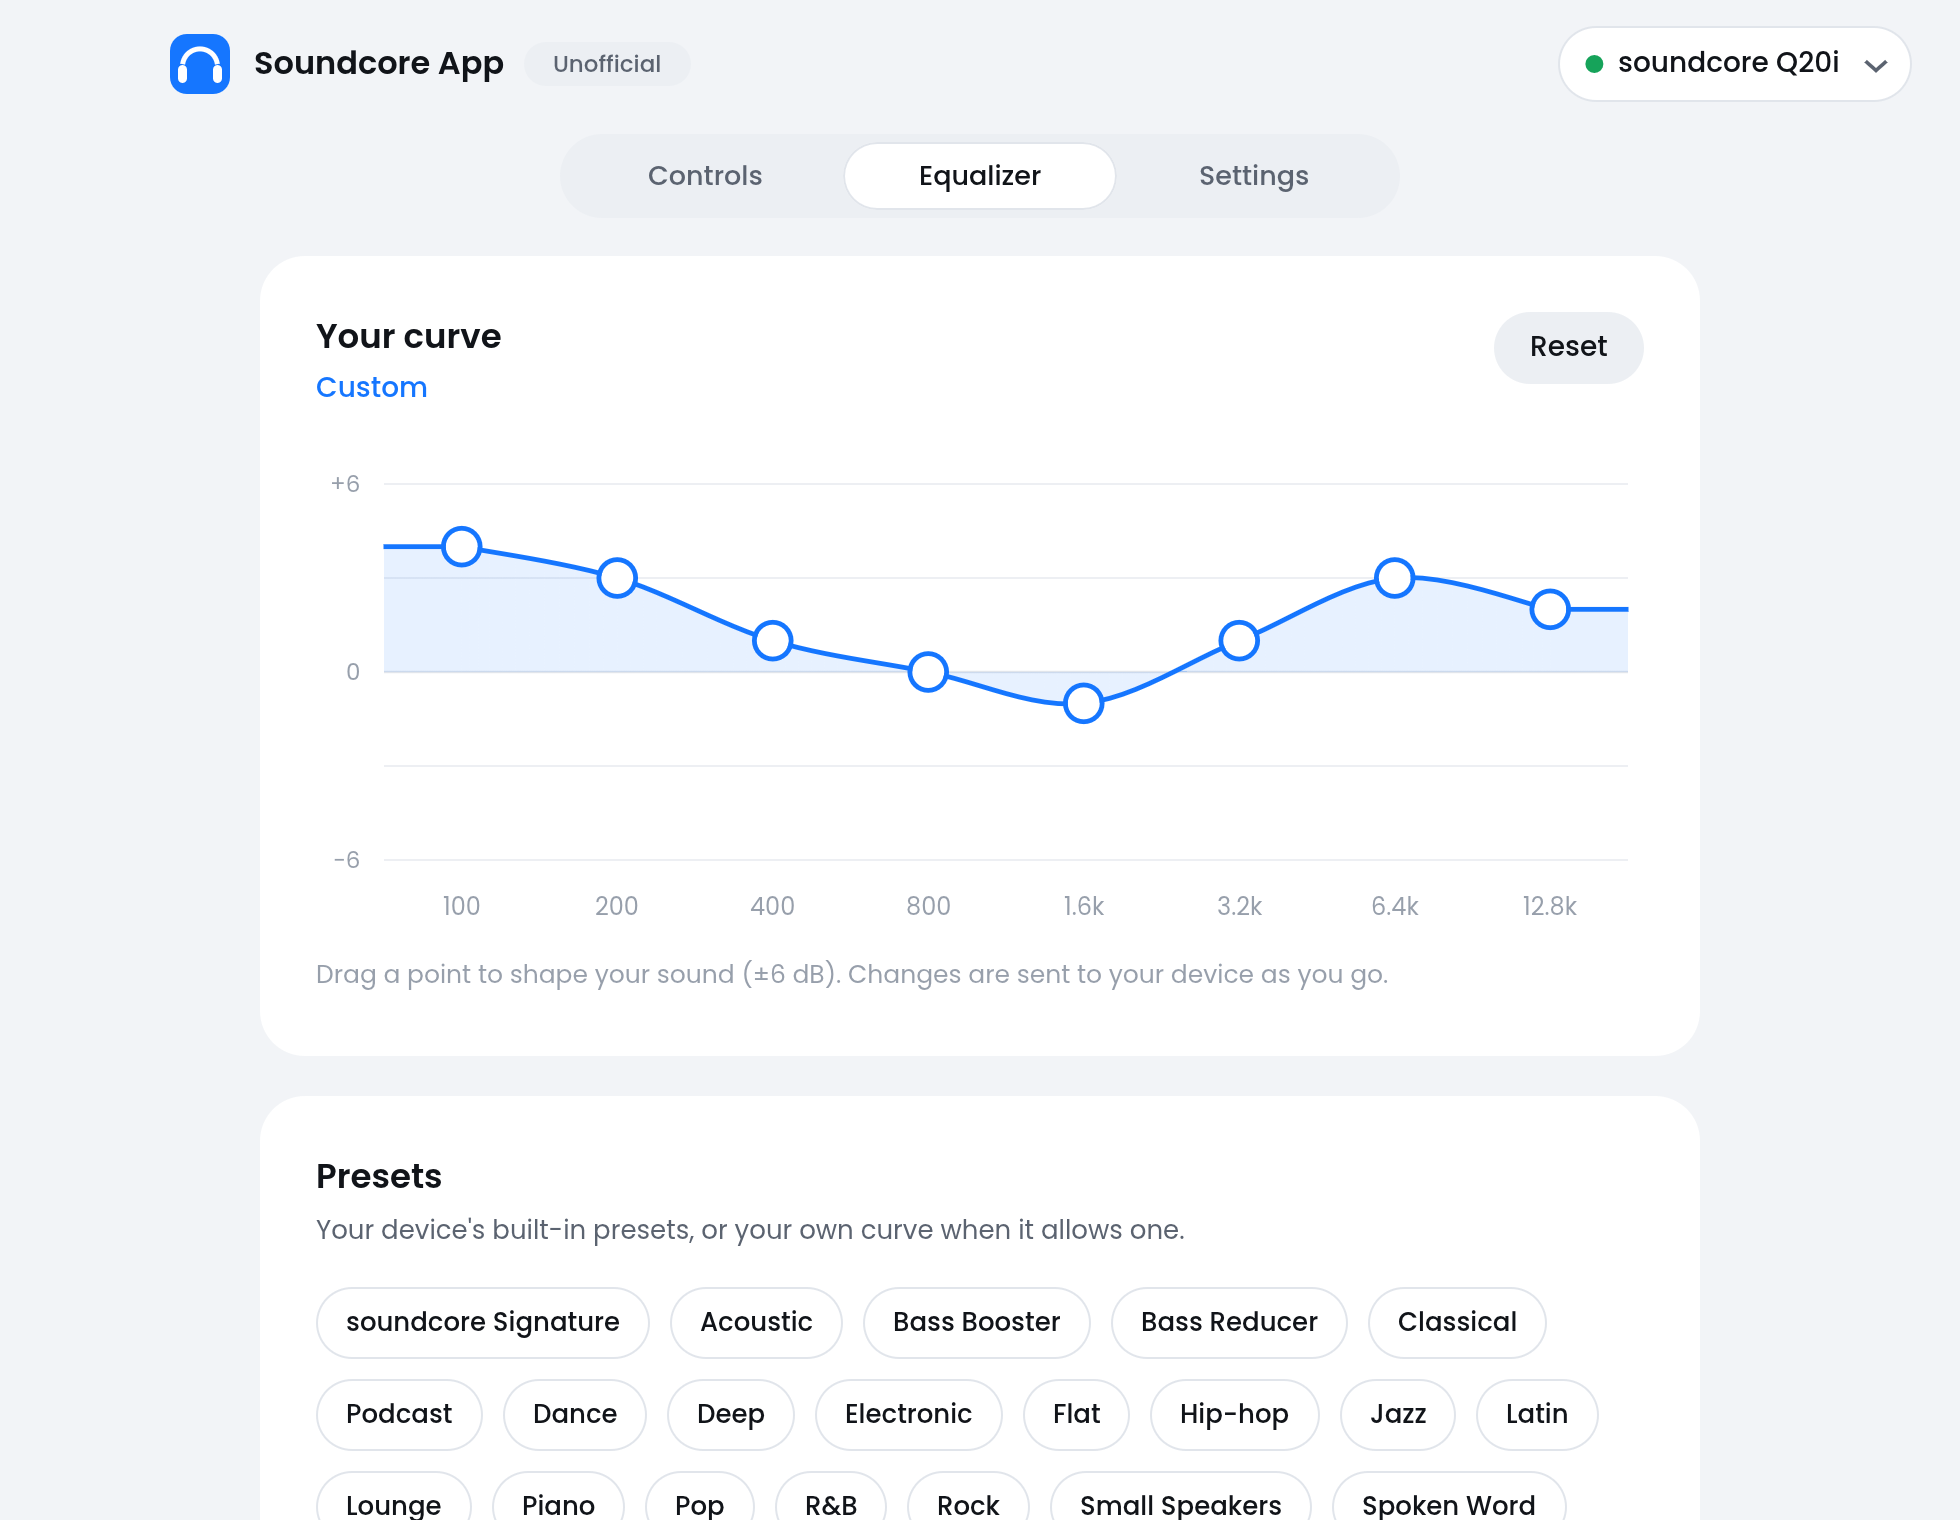 Soundcore App Unofficial soundcore Q20i
Controls Equalizer Settings
Your curve Reset
Custom
+6
0
-6
100 200 400 800 1.6k 3.2k 6.4k 12.8k
Drag a point to shape your sound (±6 dB). Changes are sent to your device as you go.
Presets
Your device's built-in presets, or your own curve when it allows one.
soundcore Signature Acoustic Bass Booster Bass Reducer Classical
Podcast Dance Deep Electronic Flat Hip-hop Jazz Latin
Lounge Piano Pop R&B Rock Small Speakers Spoken Word